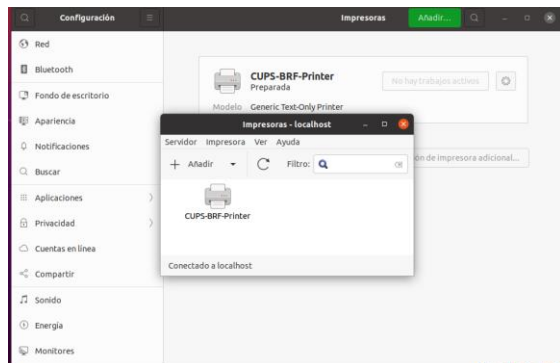 Configuración
Impresoras
Añadir...
Red
Bluetooth
Fondo de escritorio
Apariencia
Notificaciones
Buscar
Aplicaciones
Privacidad
Cuentas en línea
Compartir
Sonido
Energía
Monitores
CUPS-BRF-Printer
Preparada
No hay trabajos activos
Modelo Generic Text-Only Printer
ón de impresora adicional...
Impresoras - localhost
Servidor Impresora Ver Ayuda
Añadir Filtro:
CUPS-BRF-Printer
Conectado a localhost